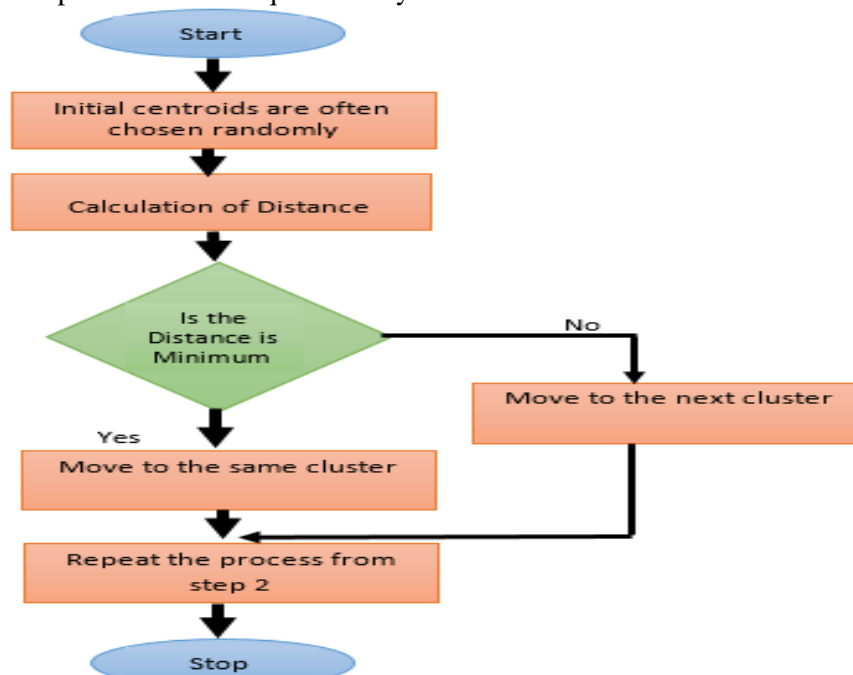 Start
Initial centroids are often
chosen randomly
Calculation of Distance
Is the
Distance is
Minimum
No
Move to the next cluster
Yes
Move to the same cluster
Repeat the process from
step 2
Stop